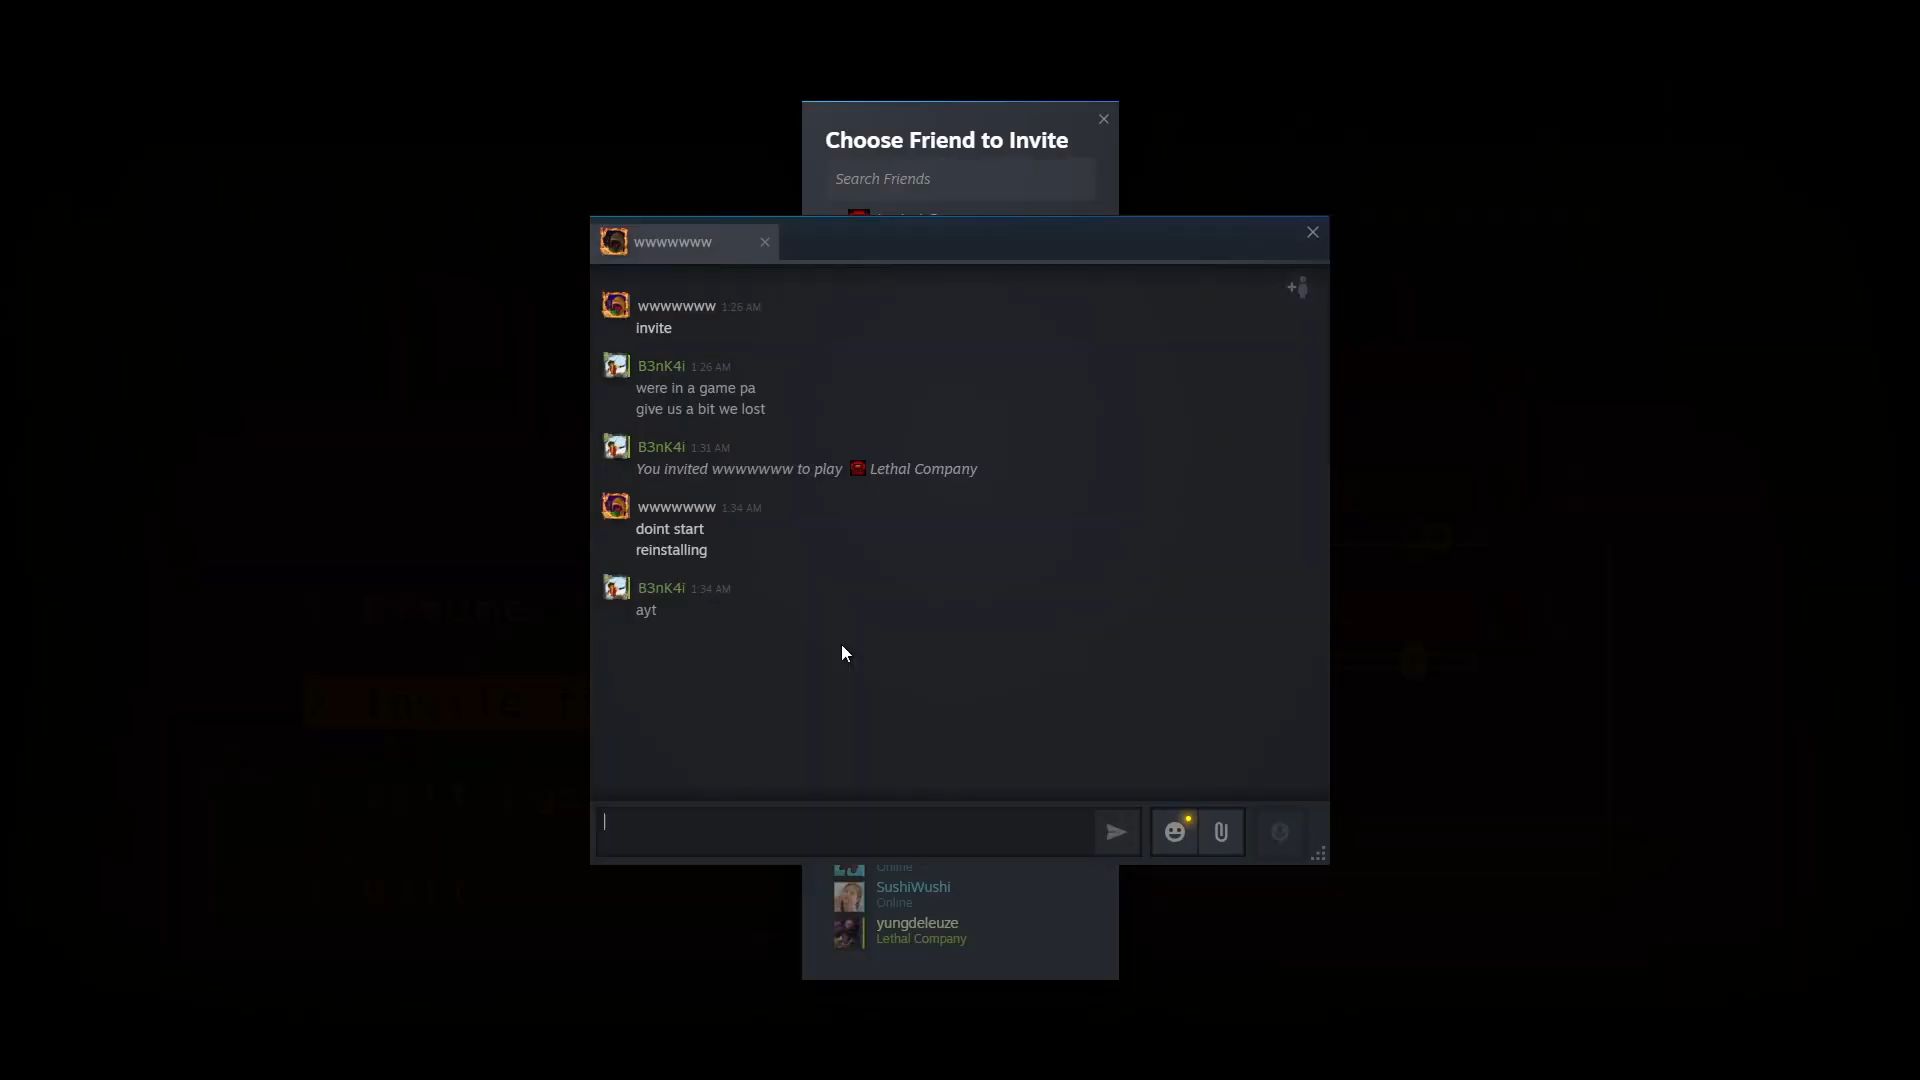 Choose Friend to Invite
Search Friends
wwwwwww
wwwwwww 1:26 AM
invite
B3nK4i 1:26 AM
were in a game pa
give us a bit we lost
B3nK4i 1:31 AM
You invited wwwwwww to play Lethal Company
wwwwwww 1:34 AM
doint start
reinstalling
B3nK4i 1:34 AM
ayt
Resume
> Invite
Online
SushiWushi
Online
yungdeleuze
Lethal Company